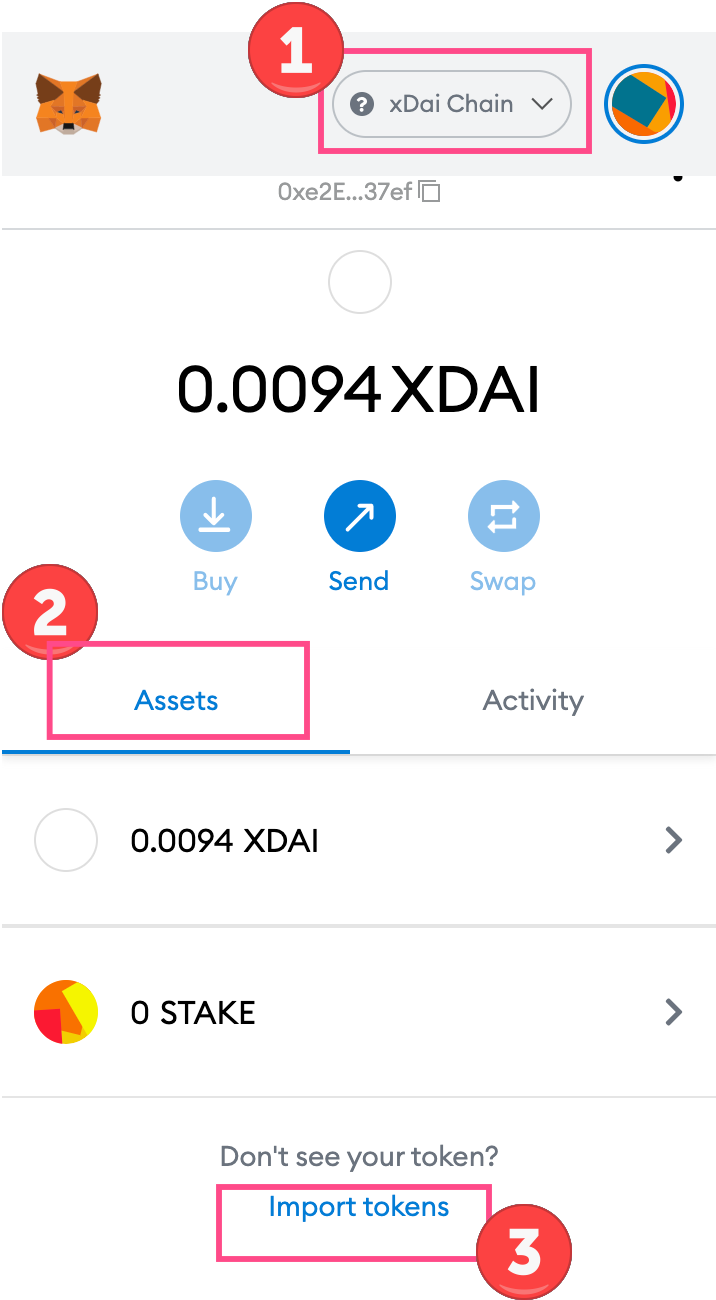 1
? xDai Chain
0xe2E...37ef
0.0094 XDAI
Buy Send Swap
2
Assets Activity
0.0094 XDAI
0 STAKE
Don't see your token?
Import tokens
3